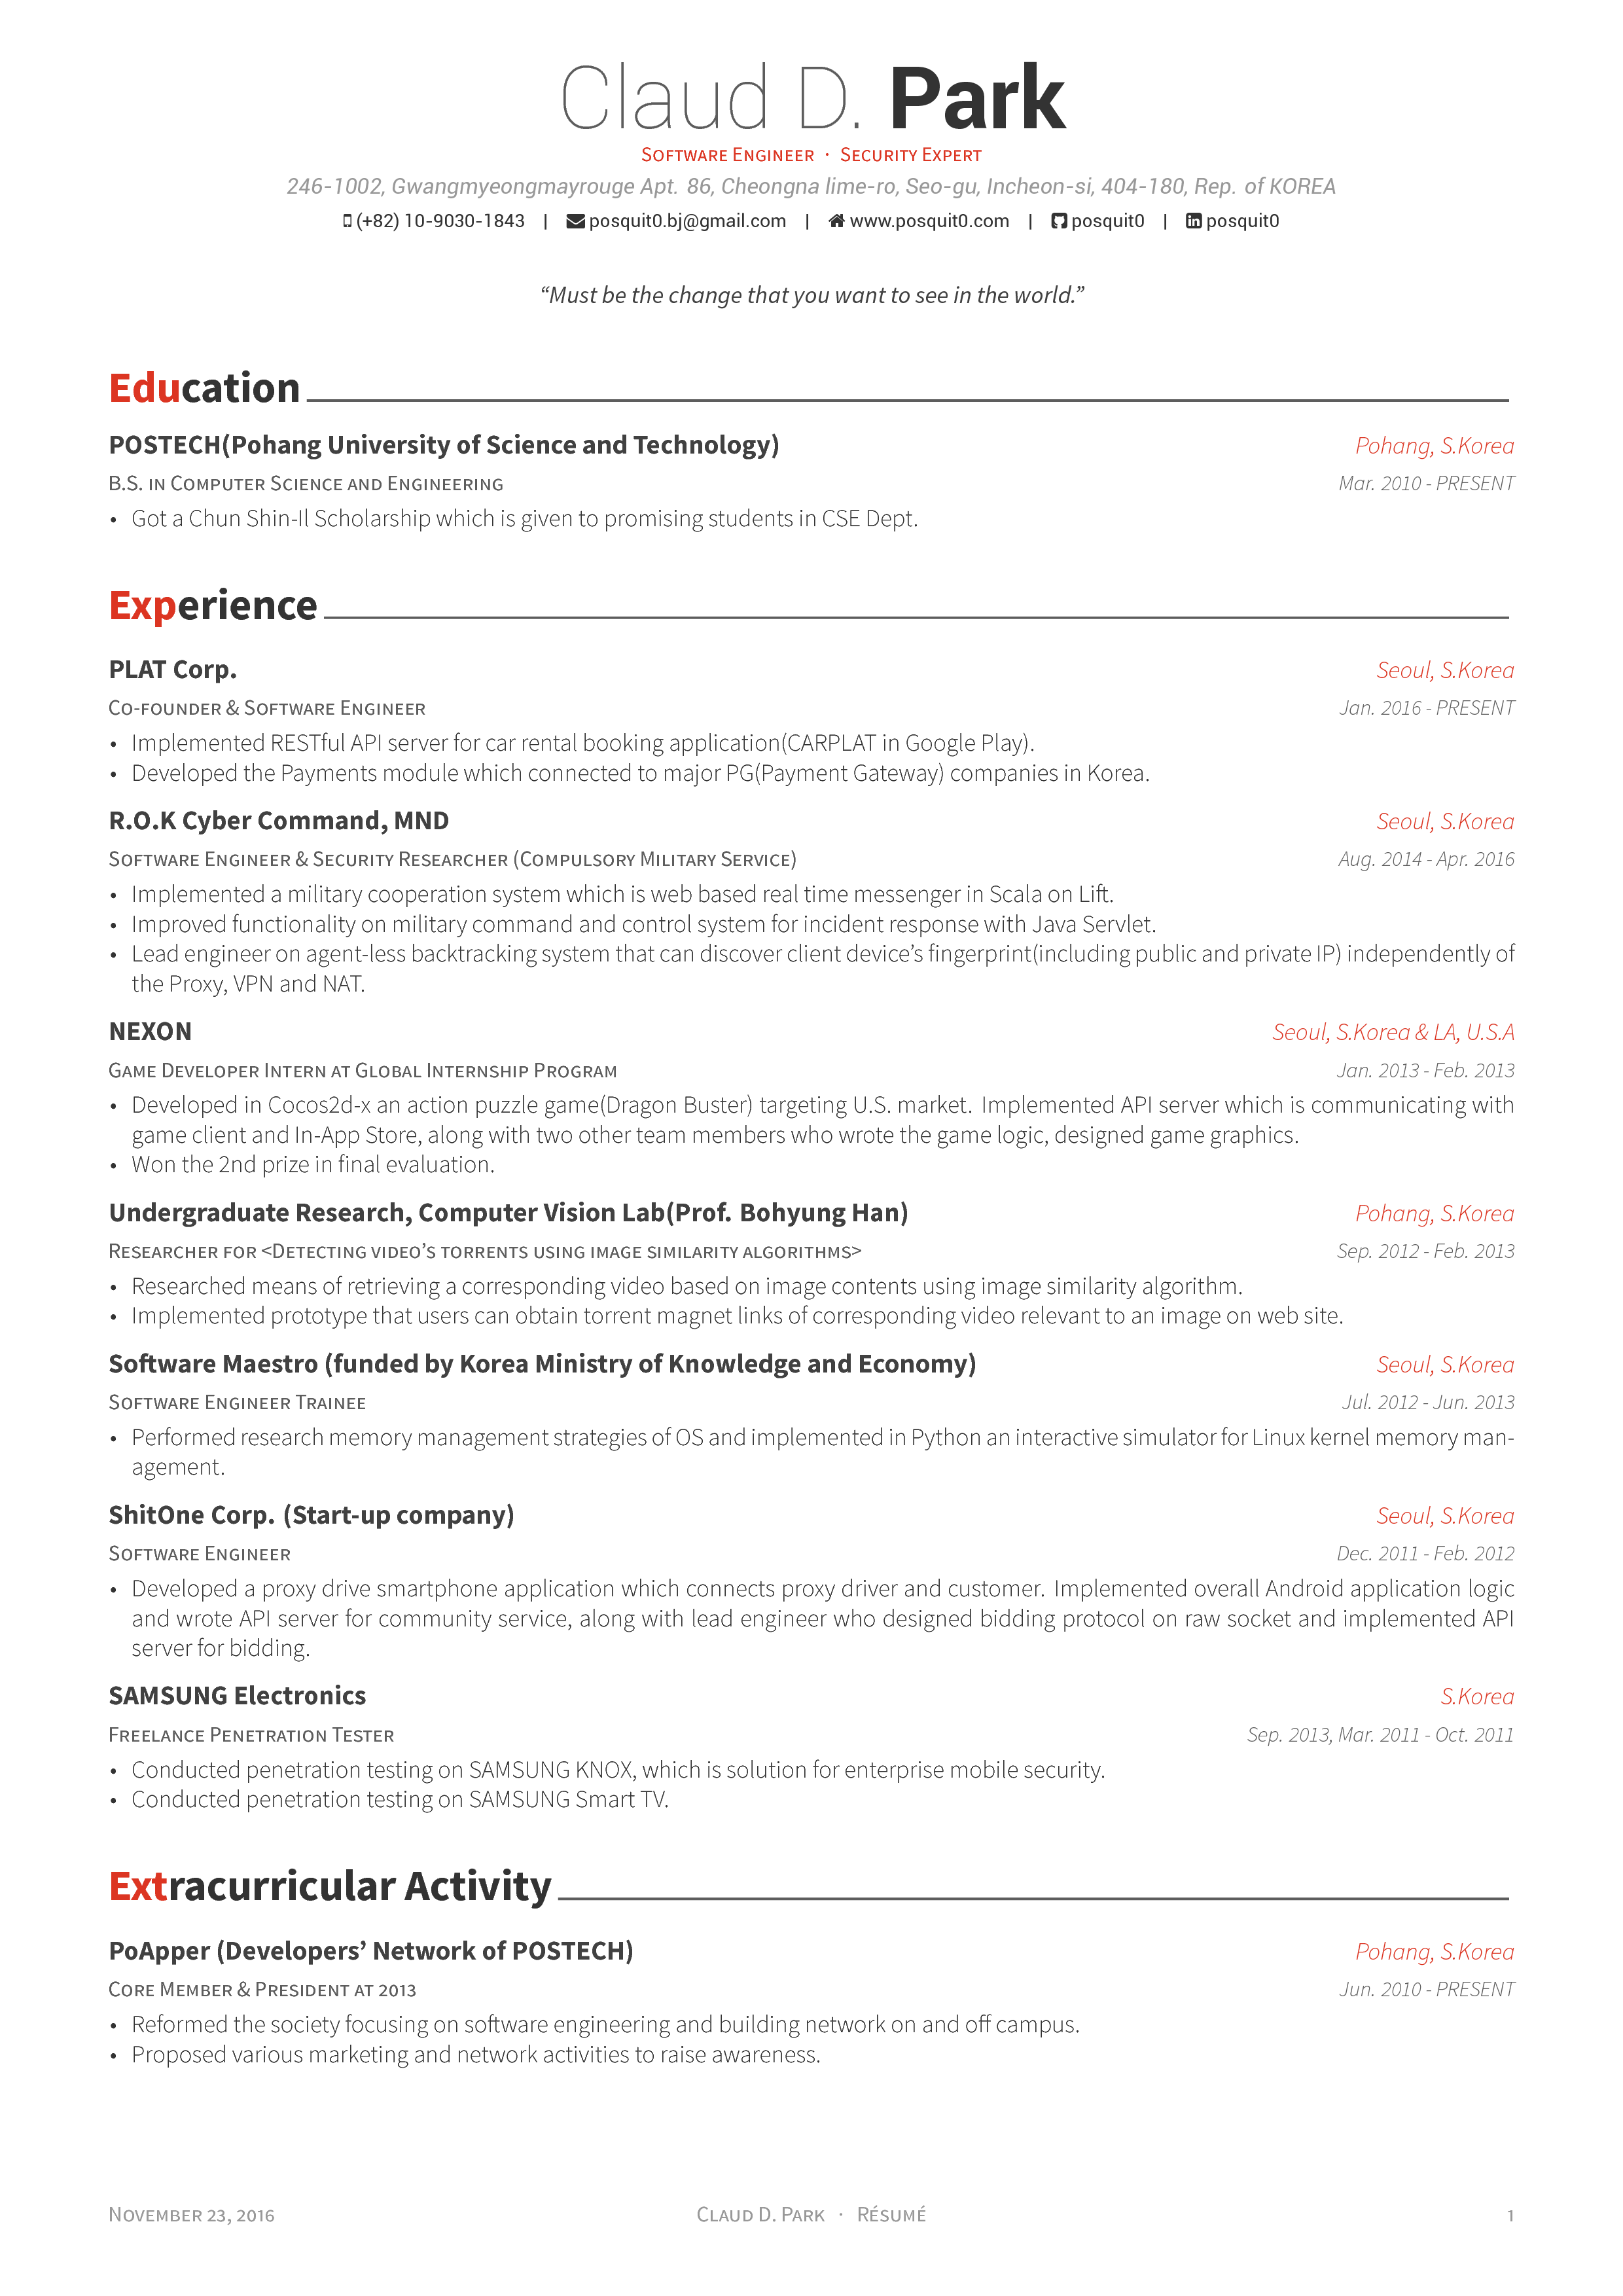 Claud D. Park
Software Engineer · Security Expert
246-1002, Gwangmyeongmayrouge Apt. 86, Cheongna lime-ro, Seo-gu, Incheon-si, 404-180, Rep. of KOREA
(+82) 10-9030-1843 | posquit0.bj@gmail.com | www.posquit0.com | posquit0 | posquit0
“Must be the change that you want to see in the world.”
Education
POSTECH(Pohang University of Science and Technology) Pohang, S.Korea
B.S. in Computer Science and Engineering Mar. 2010 - PRESENT
• Got a Chun Shin-Il Scholarship which is given to promising students in CSE Dept.
Experience
PLAT Corp. Seoul, S.Korea
Co-founder & Software Engineer Jan. 2016 - PRESENT
• Implemented RESTful API server for car rental booking application(CARPLAT in Google Play).
• Developed the Payments module which connected to major PG(Payment Gateway) companies in Korea.
R.O.K Cyber Command, MND Seoul, S.Korea
Software Engineer & Security Researcher (Compulsory Military Service) Aug. 2014 - Apr. 2016
• Implemented a military cooperation system which is web based real time messenger in Scala on Lift.
• Improved functionality on military command and control system for incident response with Java Servlet.
• Lead engineer on agent-less backtracking system that can discover client device’s fingerprint(including public and private IP) independently of
the Proxy, VPN and NAT.
NEXON Seoul, S.Korea & LA, U.S.A
Game Developer Intern at Global Internship Program Jan. 2013 - Feb. 2013
• Developed in Cocos2d-x an action puzzle game(Dragon Buster) targeting U.S. market. Implemented API server which is communicating with
game client and In-App Store, along with two other team members who wrote the game logic, designed game graphics.
• Won the 2nd prize in final evaluation.
Undergraduate Research, Computer Vision Lab(Prof. Bohyung Han) Pohang, S.Korea
Researcher for <Detecting video’s torrents using image similarity algorithms> Sep. 2012 - Feb. 2013
• Researched means of retrieving a corresponding video based on image contents using image similarity algorithm.
• Implemented prototype that users can obtain torrent magnet links of corresponding video relevant to an image on web site.
Software Maestro (funded by Korea Ministry of Knowledge and Economy) Seoul, S.Korea
Software Engineer Trainee Jul. 2012 - Jun. 2013
• Performed research memory management strategies of OS and implemented in Python an interactive simulator for Linux kernel memory man-
agement.
ShitOne Corp. (Start-up company) Seoul, S.Korea
Software Engineer Dec. 2011 - Feb. 2012
• Developed a proxy drive smartphone application which connects proxy driver and customer. Implemented overall Android application logic
and wrote API server for community service, along with lead engineer who designed bidding protocol on raw socket and implemented API
server for bidding.
SAMSUNG Electronics S.Korea
Freelance Penetration Tester Sep. 2013, Mar. 2011 - Oct. 2011
• Conducted penetration testing on SAMSUNG KNOX, which is solution for enterprise mobile security.
• Conducted penetration testing on SAMSUNG Smart TV.
Extracurricular Activity
PoApper (Developers’ Network of POSTECH) Pohang, S.Korea
Core Member & President at 2013 Jun. 2010 - PRESENT
• Reformed the society focusing on software engineering and building network on and off campus.
• Proposed various marketing and network activities to raise awareness.
November 23, 2016 Claud D. Park · Résumé 1